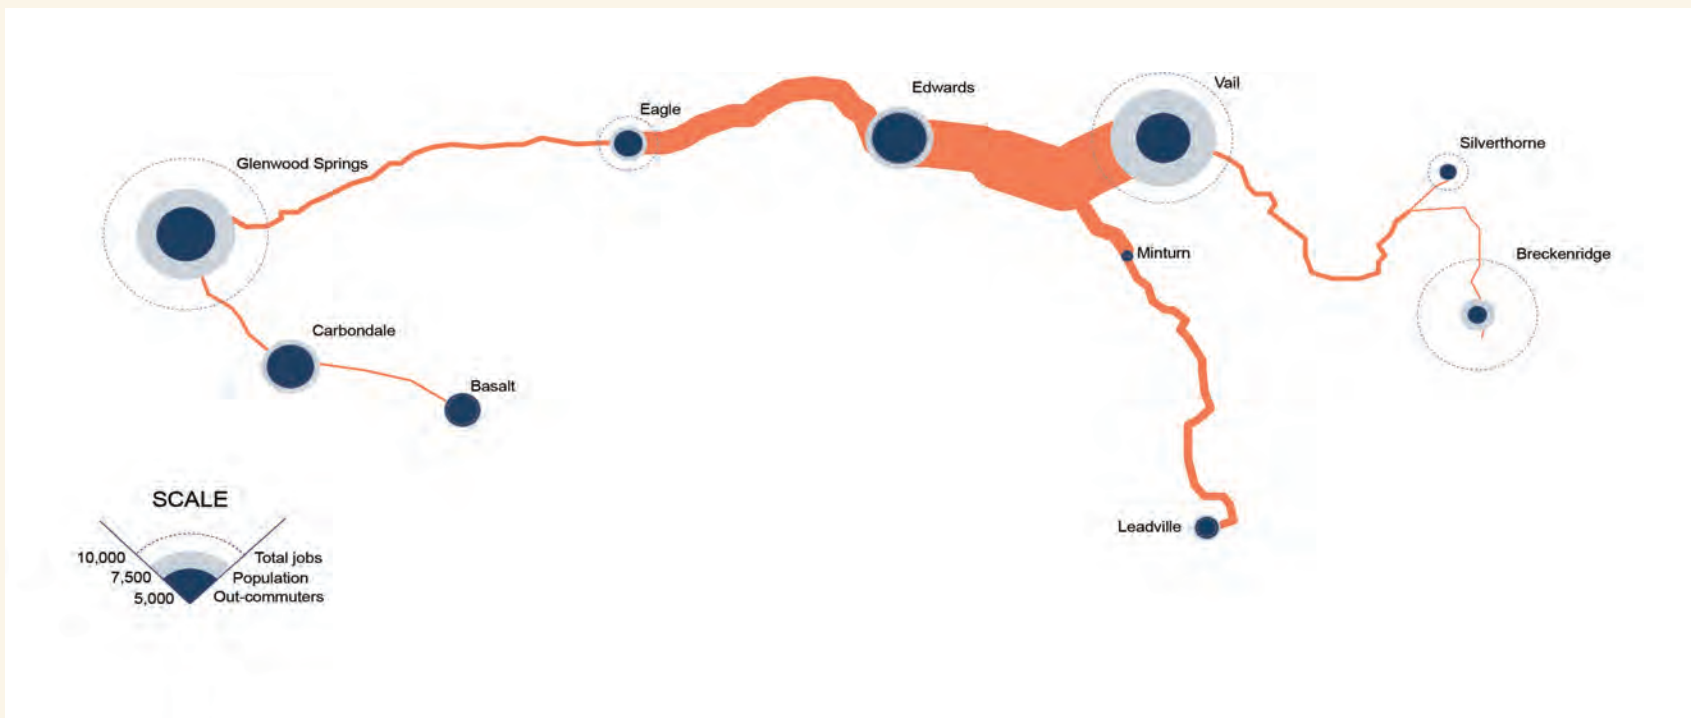 Vail
Edwards
Eagle
Silverthorne
Glenwood Springs
Minturn
Breckenridge
Carbondale
Basalt
SCALE
Leadville
10,000 Total jobs
7,500 Population
5,000 Out-commuters